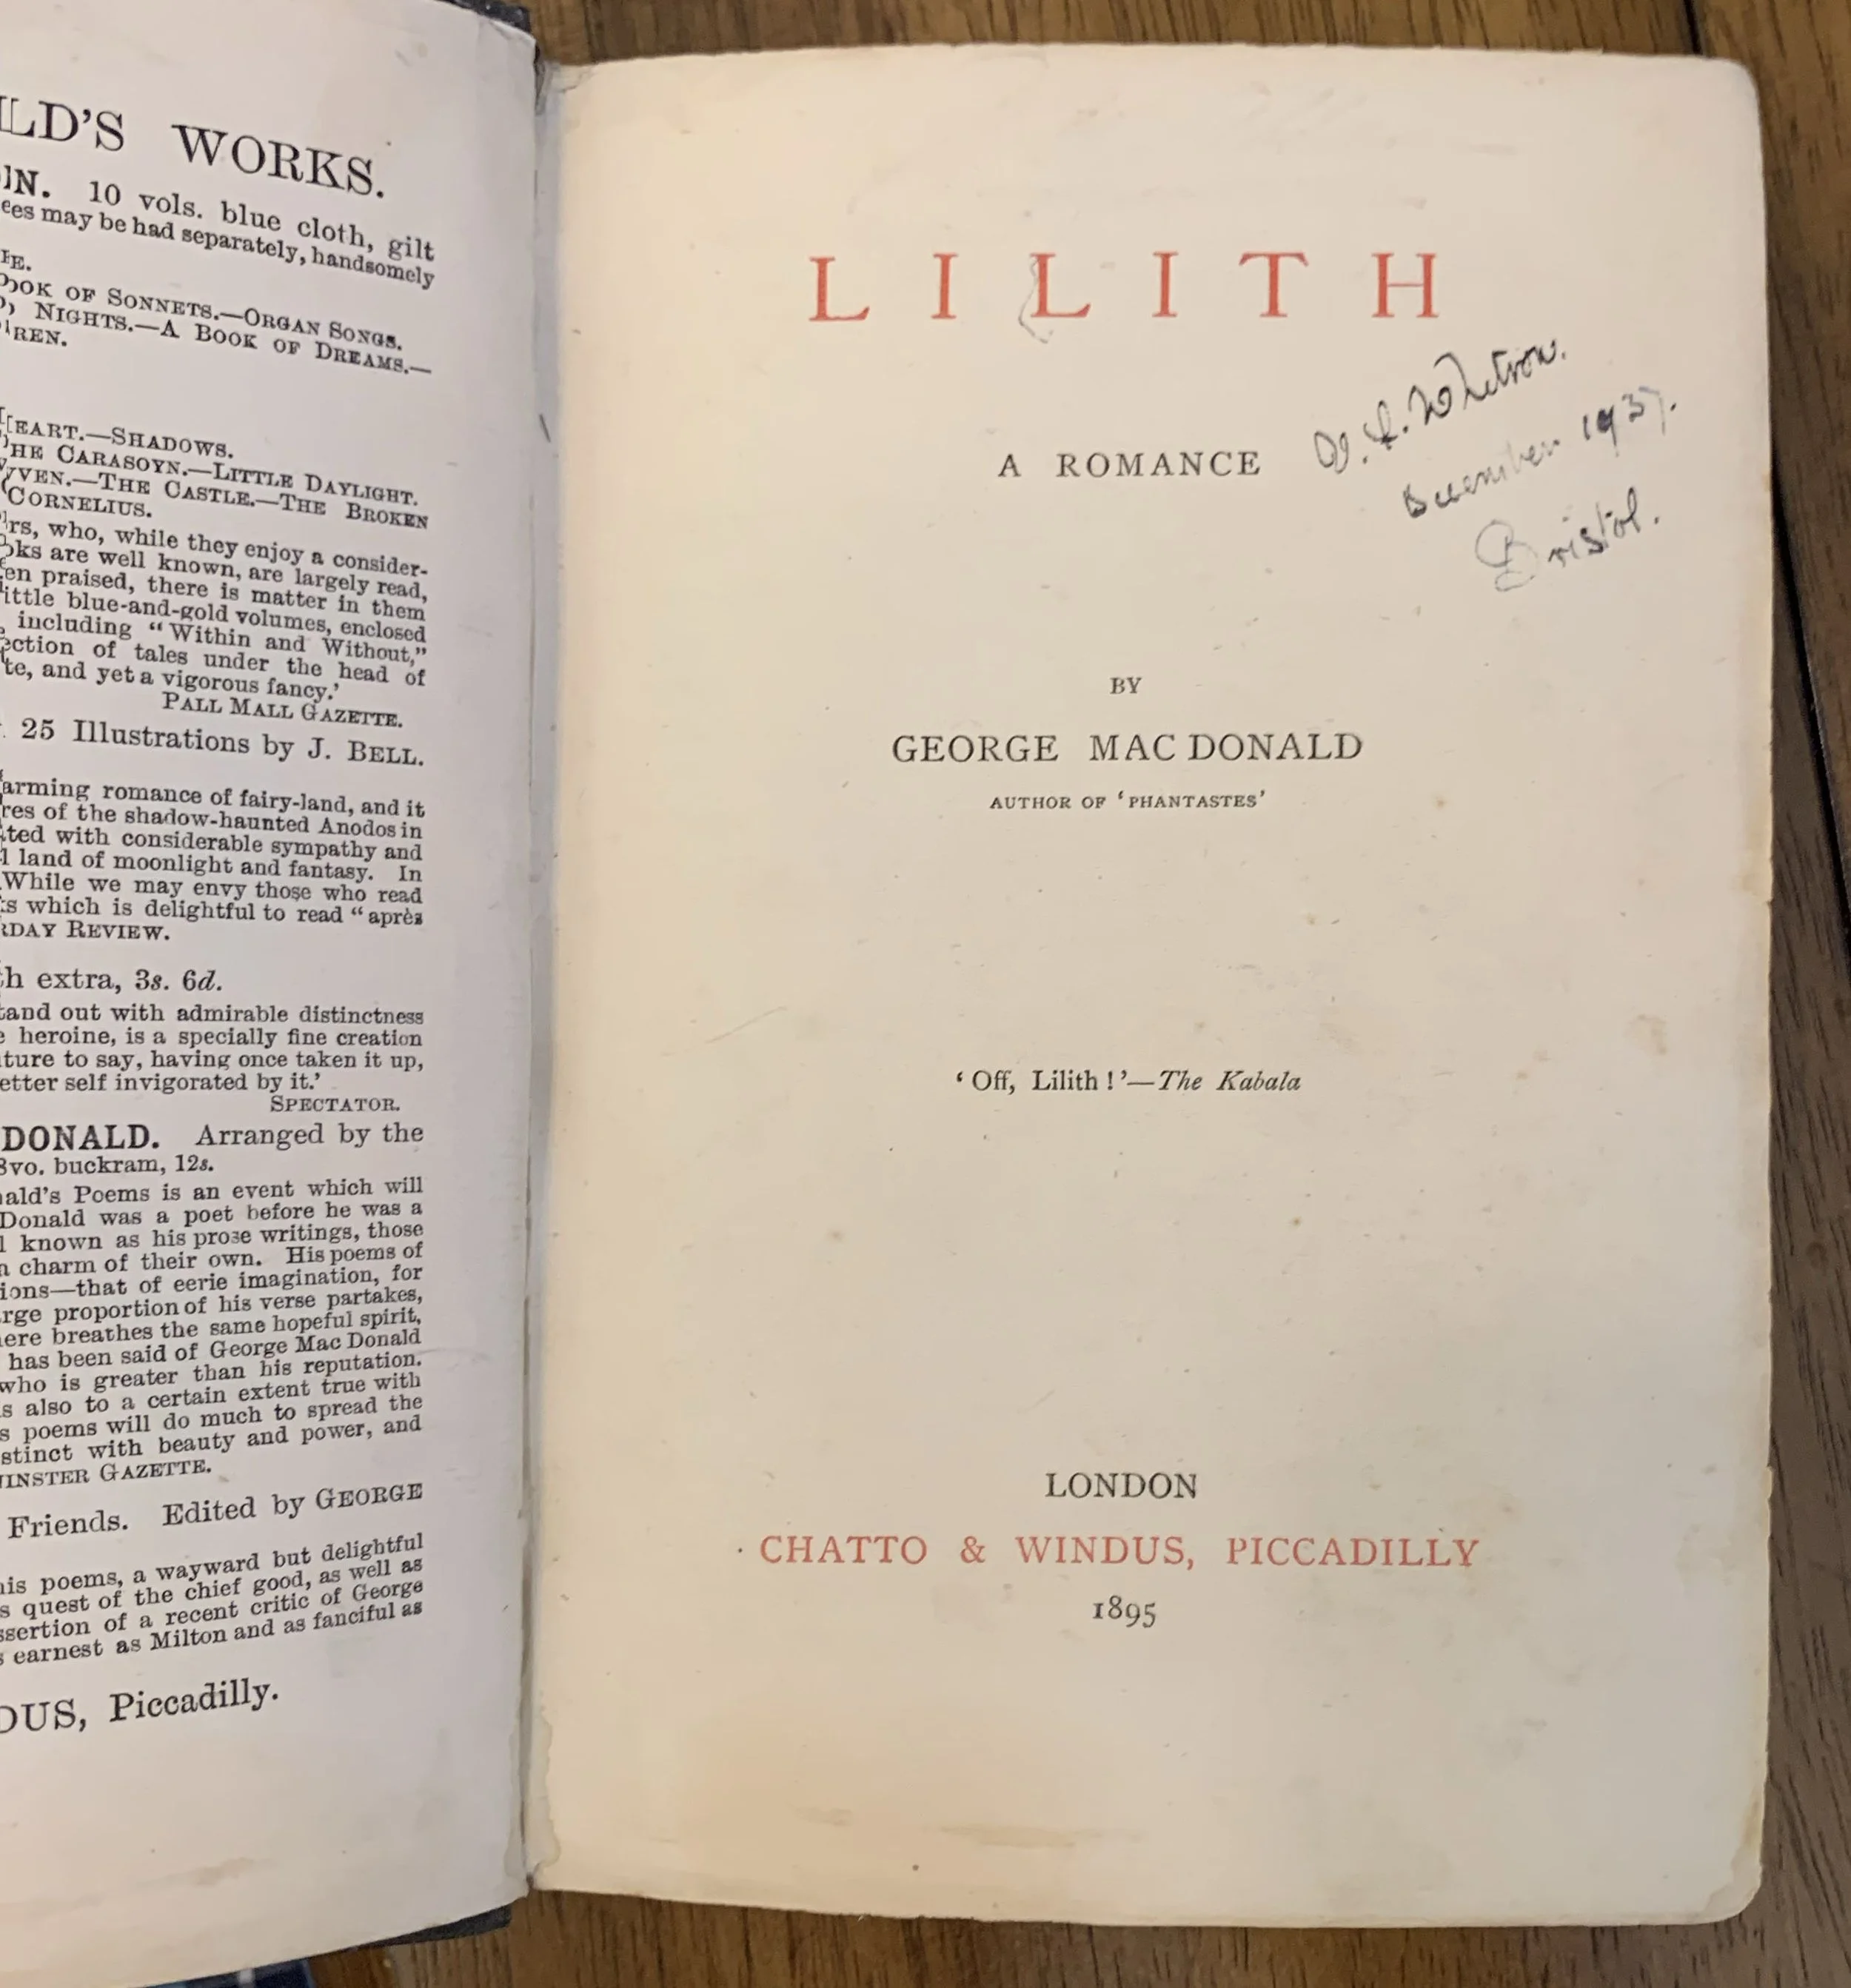 LD'S WORKS.
IN. 10 vols. blue cloth, gilt
may be had separately, handsomely
OOK OF SONNETS.—ORGAN SONGS.
NIGHTS.—A BOOK OF DREAMS.—
REN.
HEART.—SHADOWS.
THE CARASOYN.—LITTLE DAYLIGHT.
THE CASTLE.—THE BROKEN
CORNELIUS.
rs, who, while they enjoy a consider-
oks are well known, are largely read,
en praised, there is matter in them
ittle blue-and-gold volumes, enclosed
including “Within and Without,”
ection of tales under the head of
te, and yet a vigorous fancy.’
PALL MALL GAZETTE.
25 Illustrations by J. BELL.
arming romance of fairy-land, and it
res of the shadow-haunted Anodos in
ted with considerable sympathy and
l land of moonlight and fantasy. In
While we may envy those who read
ts which is delightful to read “après
RDAY REVIEW.
th extra, 3s. 6d.
tand out with admirable distinctness
e heroine, is a specially fine creation
ture to say, having once taken it up,
etter self invigorated by it.’
SPECTATOR.
DONALD. Arranged by the
8vo. buckram, 12s.
nald's Poems is an event which will
Donald was a poet before he was a
l known as his prose writings, those
a charm of their own. His poems of
ions—that of eerie imagination, for
rge proportion of his verse partakes,
here breathes the same hopeful spirit,
has been said of George Mac Donald
who is greater than his reputation.
s also to a certain extent true with
s poems will do much to spread the
stinct with beauty and power, and
MINSTER GAZETTE.
Friends. Edited by GEORGE
his poems, a wayward but delightful
s quest of the chief good, as well as
ssertion of a recent critic of George
s earnest as Milton and as fanciful as
DUS, Piccadilly.
LILITH
December 1937.
Bristol.
A ROMANCE
BY
GEORGE MAC DONALD
AUTHOR OF ‘PHANTASTES’
‘Off, Lilith!’—The Kabala
LONDON
CHATTO & WINDUS, PICCADILLY
1895